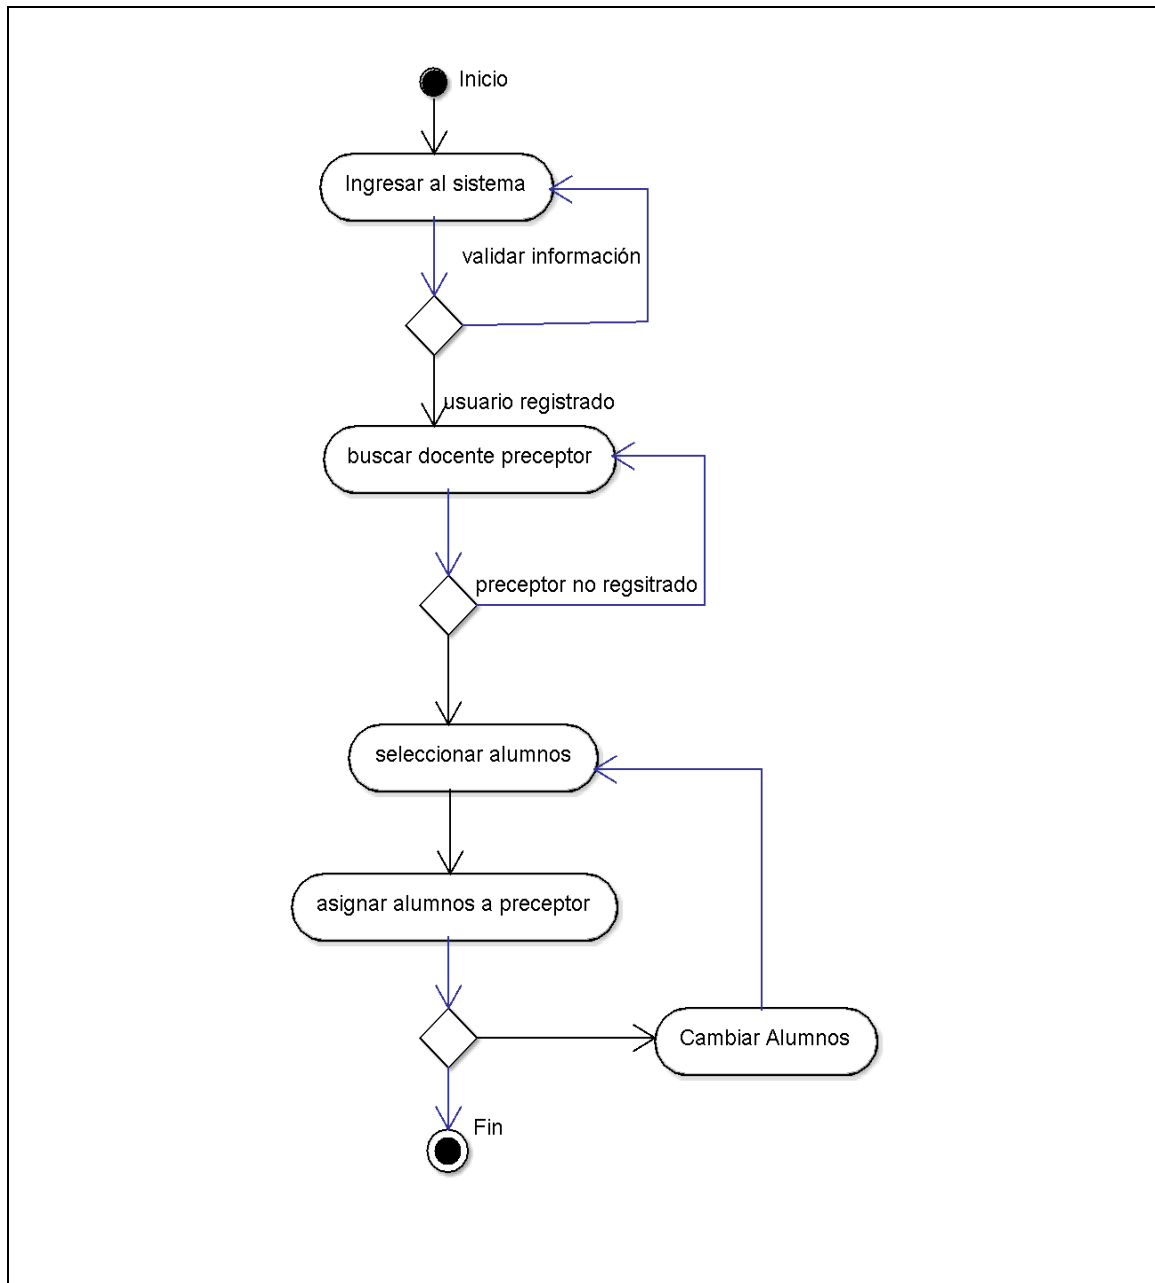 Inicio
Ingresar al sistema
validar información
usuario registrado
buscar docente preceptor
preceptor no regsitrado
seleccionar alumnos
asignar alumnos a preceptor
Cambiar Alumnos
Fin